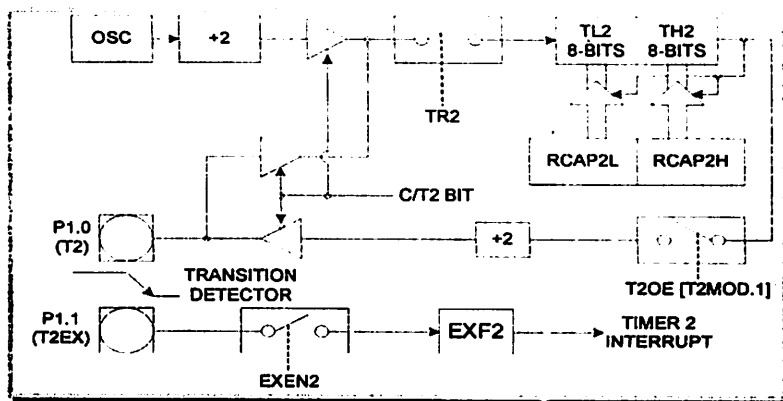 OSC
+2
TL2
8-BITS
TH2
8-BITS
TR2
RCAP2L
RCAP2H
C/T2 BIT
P1.0
(T2)
+2
TRANSITION
DETECTOR
T2OE [T2MOD.1]
P1.1
(T2EX)
EXF2
TIMER 2
INTERRUPT
EXEN2